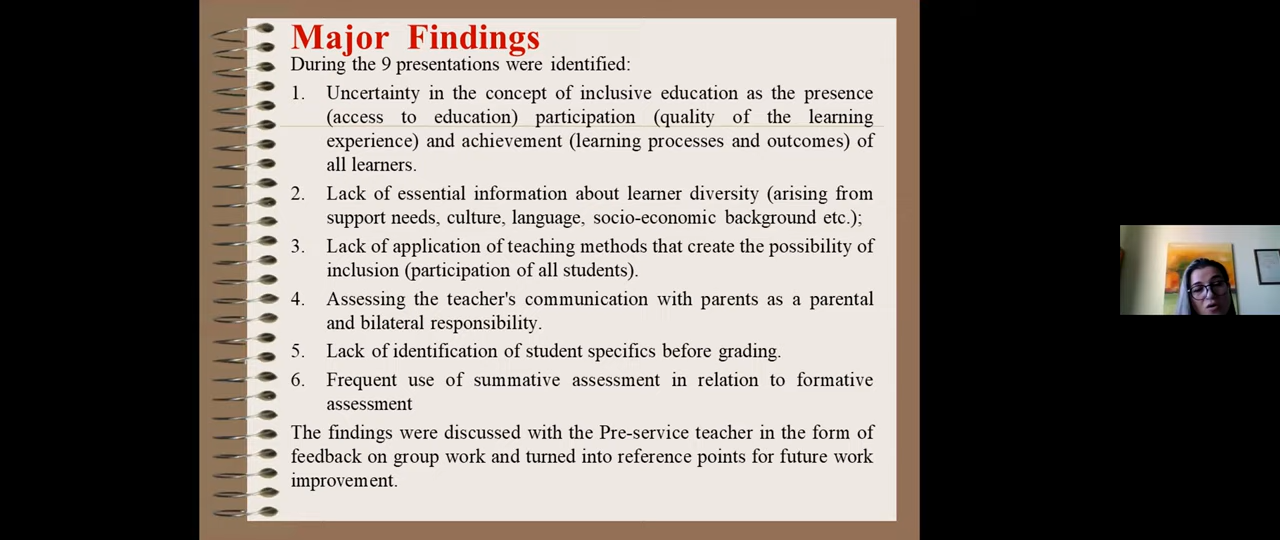 Major Findings
During the 9 presentations were identified:
1. Uncertainty in the concept of inclusive education as the presence
(access to education) participation (quality of the learning
experience) and achievement (learning processes and outcomes) of
all learners.
2. Lack of essential information about learner diversity (arising from
support needs, culture, language, socio-economic background etc.);
3. Lack of application of teaching methods that create the possibility of
inclusion (participation of all students).
4. Assessing the teacher's communication with parents as a parental
and bilateral responsibility.
5. Lack of identification of student specifics before grading.
6. Frequent use of summative assessment in relation to formative
assessment
The findings were discussed with the Pre-service teacher in the form of
feedback on group work and turned into reference points for future work
improvement.